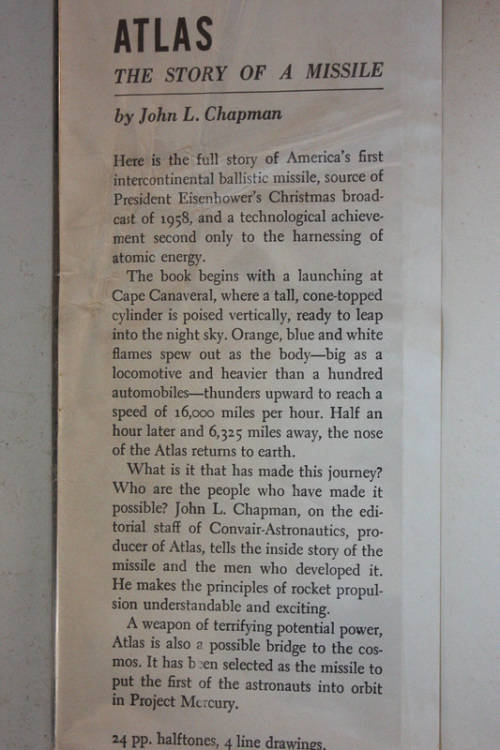 ATLAS
THE STORY OF A MISSILE
by John L. Chapman
Here is the full story of America's first
intercontinental ballistic missile, source of
President Eisenhower's Christmas broad-
cast of 1958, and a technological achieve-
ment second only to the harnessing of
atomic energy.
The book begins with a launching at
Cape Canaveral, where a tall, cone-topped
cylinder is poised vertically, ready to leap
into the night sky. Orange, blue and white
flames spew out as the body—big as a
locomotive and heavier than a hundred
automobiles—thunders upward to reach a
speed of 16,000 miles per hour. Half an
hour later and 6,325 miles away, the nose
of the Atlas returns to earth.
What is it that has made this journey?
Who are the people who have made it
possible? John L. Chapman, on the edi-
torial staff of Convair-Astronautics, pro-
ducer of Atlas, tells the inside story of the
missile and the men who developed it.
He makes the principles of rocket propul-
sion understandable and exciting.
A weapon of terrifying potential power,
Atlas is also a possible bridge to the cos-
mos. It has been selected as the missile to
put the first of the astronauts into orbit
in Project Mercury.
24 pp. halftones, 4 line drawings.